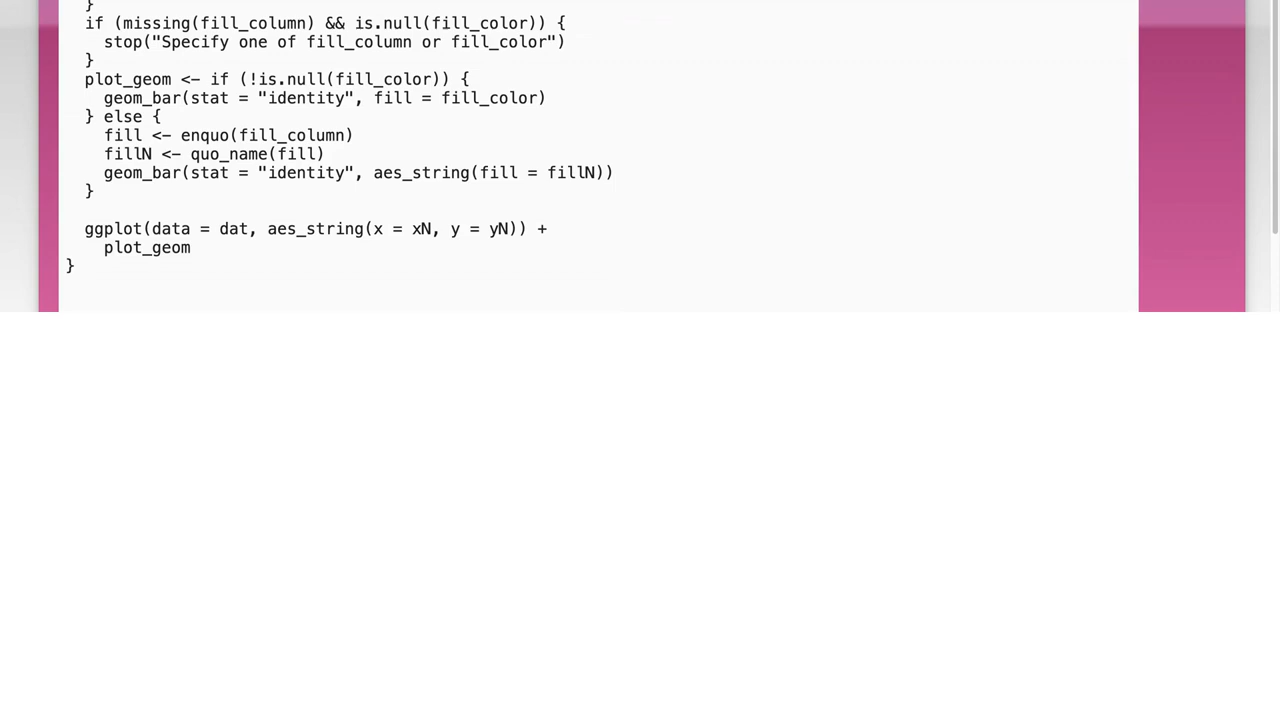 }
if (missing(fill_column) && is.null(fill_color)) {
stop("Specify one of fill_column or fill_color")
}
plot_geom <- if (!is.null(fill_color)) {
geom_bar(stat = "identity", fill = fill_color)
} else {
fill <- enquo(fill_column)
fillN <- quo_name(fill)
geom_bar(stat = "identity", aes_string(fill = fillN))
}
ggplot(data = dat, aes_string(x = xN, y = yN)) +
plot_geom
}